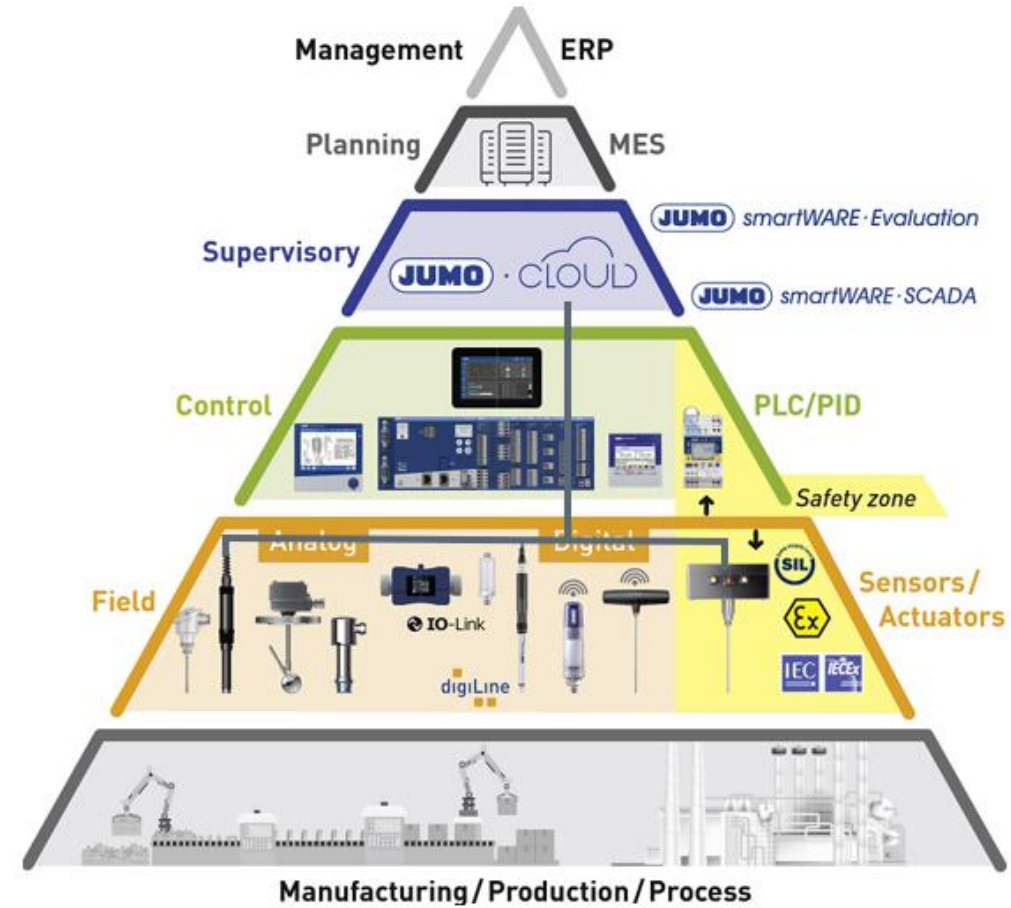 Management
ERP
Planning
MES
Supervisory
JUMO · CLOUD
JUMO smartWARE·Evaluation
JUMO smartWARE·SCADA
Control
PLC/PID
Safety zone
Analog
Digital
Field
Sensors/
Actuators
IO-Link
digiLine
SIL
Ex
IEC
IECEx
Manufacturing/Production/Process